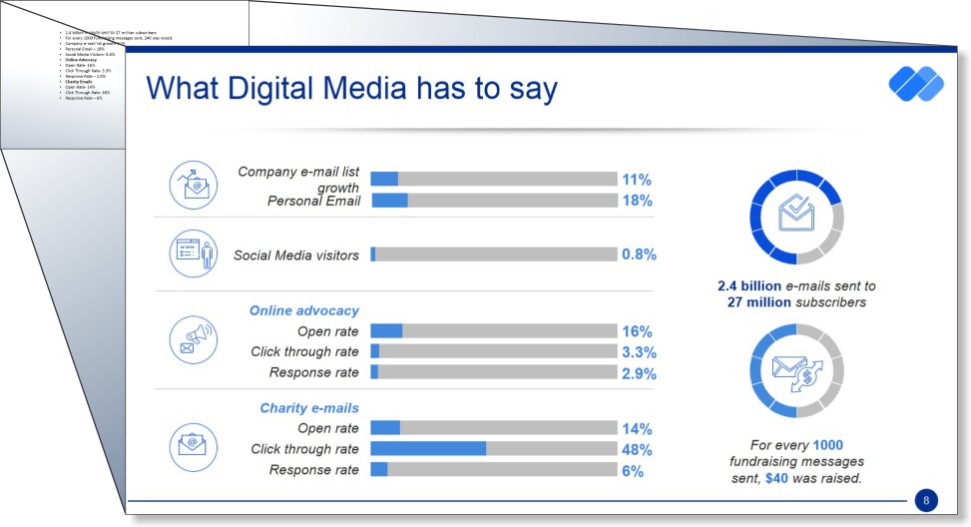 2.4 billion e-mails sent to 27 million subscribers
For every 1000 fundraising messages sent, $40 was raised.
Company e-mail list growth
Personal Email – 18%
Social Media Visitors- 0.8%
Online Advocacy
Open Rate- 16%
Click Through Rate- 3.3%
Response Rate – 2.9%
Charity Emails
Open Rate- 14%
Click Through Rate- 48%
Response Rate – 6%
What Digital Media has to say
Company e-mail list
growth
11%
Personal Email
18%
Social Media visitors
0.8%
Online advocacy
Open rate
16%
Click through rate
3.3%
Response rate
2.9%
Charity e-mails
Open rate
14%
Click through rate
48%
Response rate
6%
WWW
@
@
2.4 billion e-mails sent to
27 million subscribers
$
For every 1000
fundraising messages
sent, $40 was raised.
8